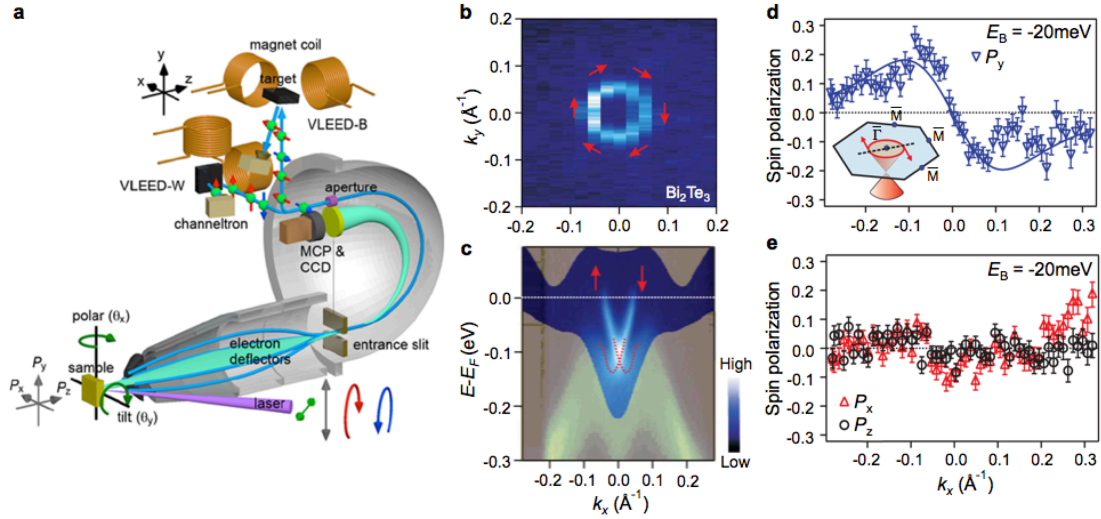 a
y
x
z
magnet coil
target
VLEED-B
VLEED-W
channeltron
aperture
MCP &
CCD
polar (θx)
electron
deflectors
entrance slit
sample
Py
Px
Pz
tilt (θy)
laser
b
ky (Å⁻¹)
0.2
0.1
0.0
-0.1
-0.2
Bi₂Te₃
-0.2 -0.1 0.0 0.1 0.2
c
E-EF (eV)
0.0
-0.1
-0.2
-0.3
High
Low
-0.2 -0.1 0.0 0.1 0.2
kx (Å⁻¹)
d
EB = -20meV
Py
Spin polarization
0.3
0.2
0.1
0.0
-0.1
-0.2
-0.3
M̄
Γ̄
M̄
M̄
-0.2 -0.1 0.0 0.1 0.2 0.3
e
EB = -20meV
Spin polarization
0.3
0.2
0.1
0.0
-0.1
-0.2
-0.3
Px
Pz
-0.2 -0.1 0.0 0.1 0.2 0.3
kx (Å⁻¹)